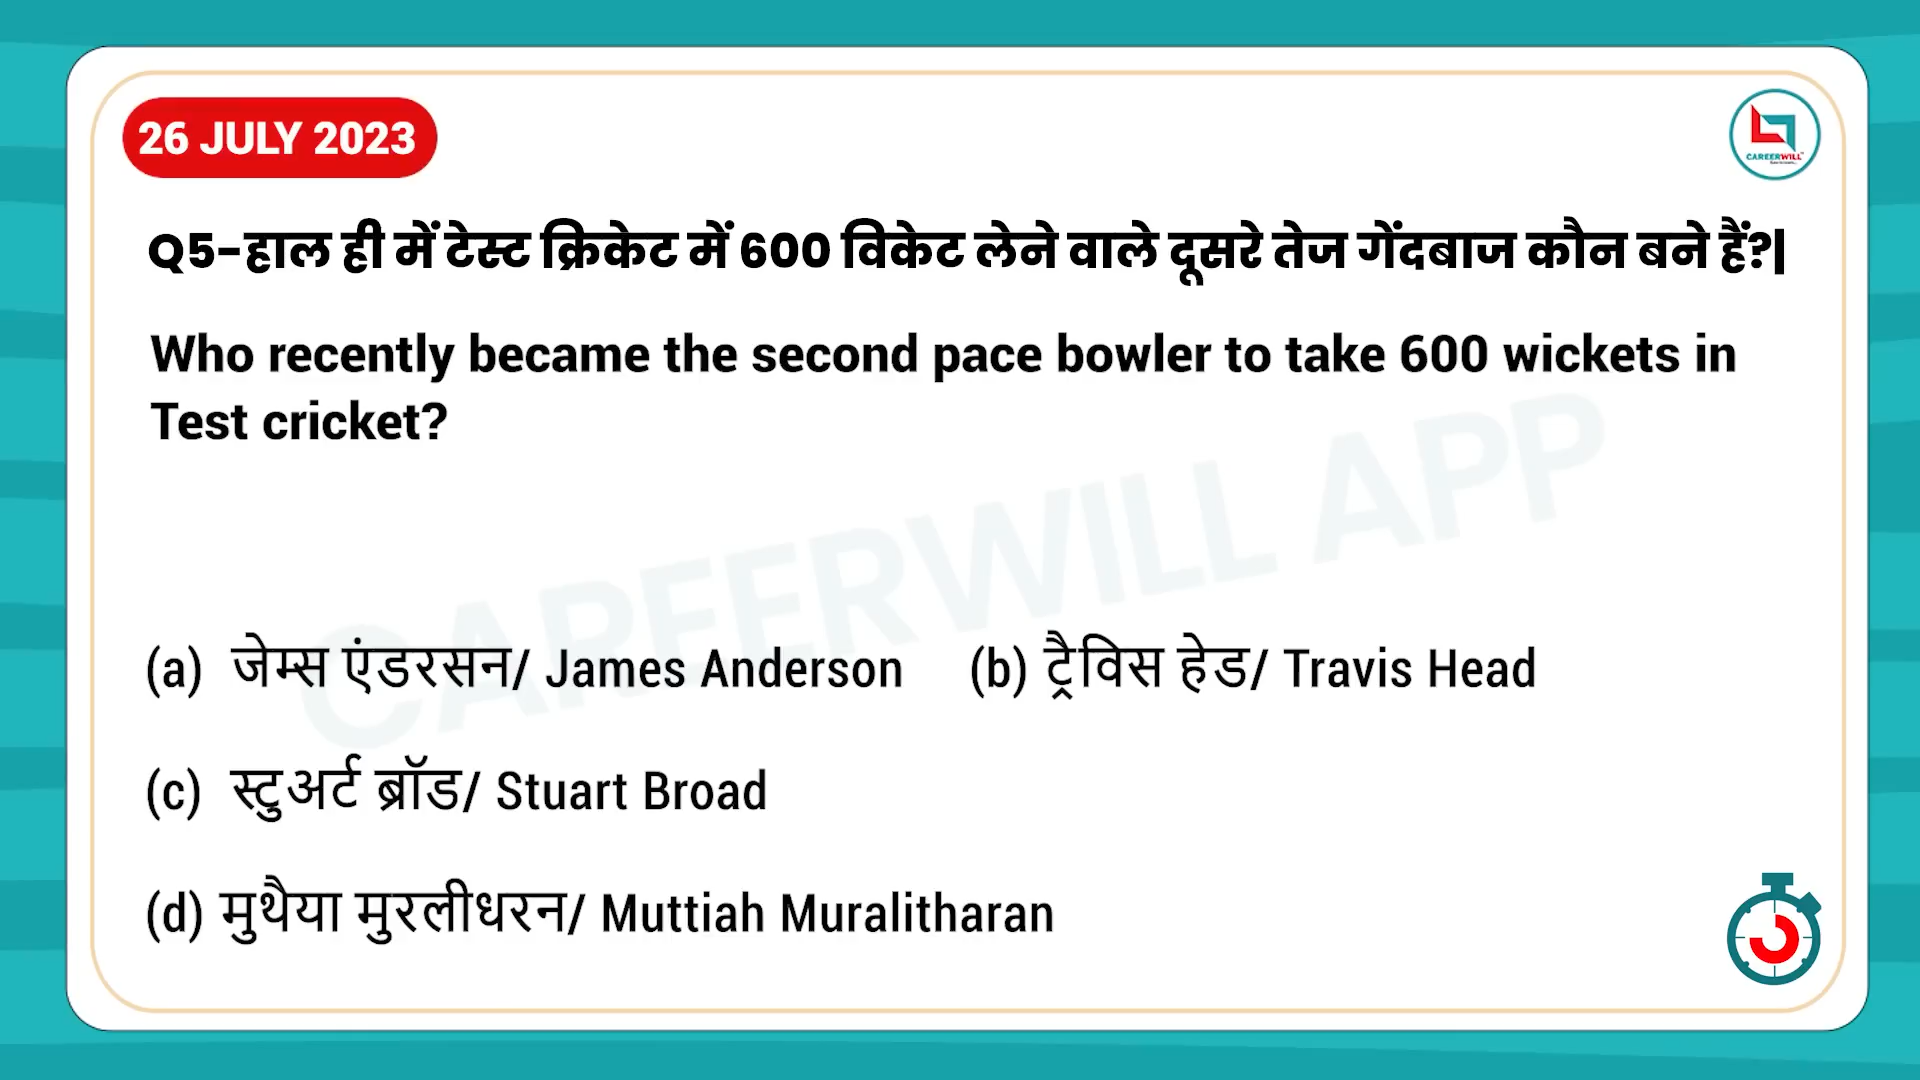 26 JULY 2023
CAREERWILL
Q5-हाल ही में टेस्ट क्रिकेट में 600 विकेट लेने वाले दूसरे तेज गेंदबाज कौन बने हैं?|
Who recently became the second pace bowler to take 600 wickets in
Test cricket?
CAREERWILL APP
(a) जेम्स एंडरसन/ James Anderson (b) ट्रैविस हेड/ Travis Head
(c) स्टुअर्ट ब्रॉड/ Stuart Broad
(d) मुथैया मुरलीधरन/ Muttiah Muralitharan